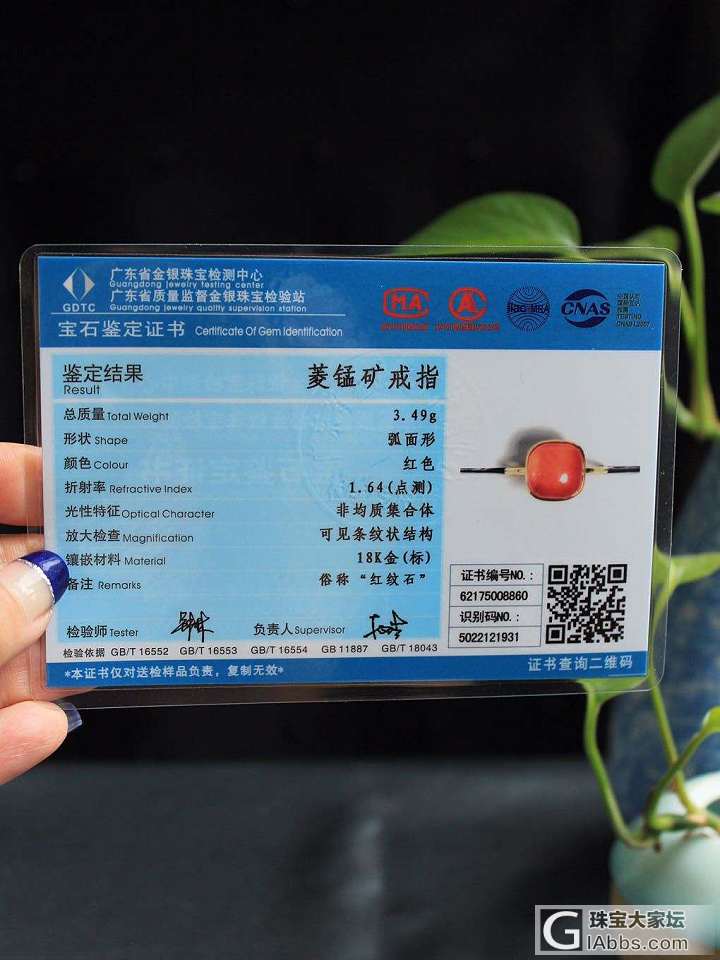 广东省金银珠宝检测中心
Guangdong jewelry testing center
广东省质量监督金银珠宝检验站
Guangdong jewelry quality supervision station
GDTC
宝石鉴定证书 Certificate Of Gem Identification
MA
A
ilac-MRA
CNAS
TESTING
鉴定结果
Result
菱锰矿戒指
总质量 Total Weight 3.49g
形状 Shape 弧面形
颜色 Colour 红色
折射率 Refractive Index 1.64(点测)
光性特征 Optical Character 非均质集合体
放大检查 Magnification 可见条纹状结构
镶嵌材料 Material 18K金(标)
备注 Remarks 俗称“红纹石”
证书编号NO.:
62175008860
识别码NO.:
5022121931
检验师 Tester 负责人 Supervisor
检验依据 GB/T 16552 GB/T 16553 GB/T 16554 GB 11887 GB/T 18043
*本证书仅对送检样品负责，复制无效*
证书查询二维码
G 珠宝大家坛
GIAbbs.com